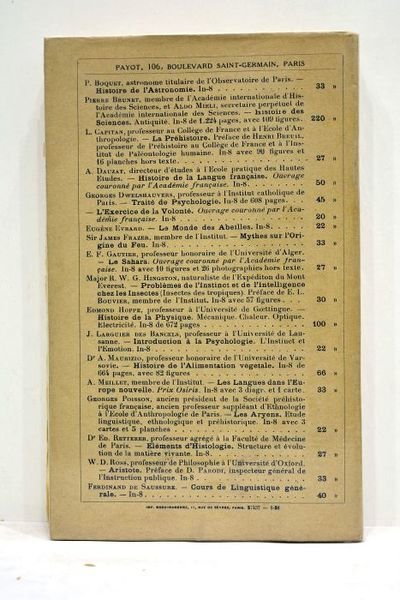 PAYOT, 106, BOULEVARD SAINT-GERMAIN, PARIS
P. BOQUET, astronome titulaire de l'Observatoire de Paris. —
Histoire de l'Astronomie. In-8 . . . . . . . . . . . . . 33 »
PIERRE BRUNET, membre de l'Académie internationale d'His-
toire des Sciences, et ALDO MIELI, secrétaire perpétuel de
l'Académie internationale des Sciences. — Histoire des
Sciences. Antiquité. In-8 de 1.224 pages, avec 109 figures. 220 »
L. CAPITAN, professeur au Collège de France et à l'Ecole d'An-
thropologie. — La Préhistoire. Préface de HENRI BREUIL,
professeur de Préhistoire au Collège de France et à l'Ins-
titut de Paléontologie humaine. In-8 avec 90 figures et
16 planches hors texte. . . . . . . . . . . . . . . . 27 »
A. DAUZAT, directeur d'études à l'Ecole pratique des Hautes
Etudes. — Histoire de la Langue française. Ouvrage
couronné par l'Académie française. In-8. . . . . . . . 50 »
GEORGES DWELSHAUVERS, professeur à l'Institut catholique de
Paris. — Traité de Psychologie. In-8 de 608 pages. . . . 45 »
— L'Exercice de la Volonté. Ouvrage couronné par l'Aca-
démie française. In-8 . . . . . . . . . . . . . . . . 20 »
EUGÈNE EVRARD. — Le Monde des Abeilles. In-8. . . . 22 »
Sir JAMES FRAZER, membre de l'Institut. — Mythes sur l'Ori-
gine du Feu. In-8 . . . . . . . . . . . . . . . . . . 33 »
E. F. GAUTIER, professeur honoraire de l'Université d'Alger.
— Le Sahara. Ouvrage couronné par l'Académie fran-
çaise. In-8 avec 10 figures et 26 photographies hors texte. 27 »
Major R. W. G. HINGSTON, naturaliste de l'Expédition du Mont
Everest. — Problèmes de l'Instinct et de l'Intelligence
chez les Insectes (Insectes des tropiques). Préface de E. L.
BOUVIER, membre de l'Institut. In-8 avec 57 figures . . . 30 »
EDMOND HOPPE, professeur à l'Université de Gœttingue. —
Histoire de la Physique. Mécanique. Chaleur. Optique.
Electricité. In-8 de 672 pages . . . . . . . . . . . . . 100 »
J. LARGUIER DES BANCELS, professeur à l'Université de Lau-
sanne. — Introduction à la Psychologie. L'Instinct et
l'Emotion. In-8 . . . . . . . . . . . . . . . . . . . 22 »
Dr A. MAURIZIO, professeur honoraire de l'Université de Var-
sovie. — Histoire de l'Alimentation végétale. In-8 de
664 pages, avec 82 figures . . . . . . . . . . . . . . 66 »
A. MEILLET, membre de l'Institut. — Les Langues dans l'Eu-
rope nouvelle. Prix Osiris. In-8 avec 3 diagr. et 1 carte. 33 »
GEORGES POISSON, ancien président de la Société préhisto-
rique française, ancien professeur suppléant d'Ethnologie
à l'Ecole d'Anthropologie de Paris. — Les Aryens. Etude
linguistique, ethnologique et préhistorique. In-8 avec 3
cartes et 5 planches . . . . . . . . . . . . . . . . . 22 »
Dr ED. RETTERER, professeur agrégé à la Faculté de Médecine
de Paris. — Eléments d'Histologie. Structure et évolu-
ution de la matière vivante. In-8. . . . . . . . . . . . 27 »
W. D. ROSS, professeur de Philosophie à l'Université d'Oxford.
— Aristote. Préface de D. PARODI, inspecteur général de
l'Instruction publique. In-8 . . . . . . . . . . . . . . 33 »
FERDINAND DE SAUSSURE. — Cours de Linguistique géné-
rale. — In-8 . . . . . . . . . . . . . . . . . . . . . 40 »